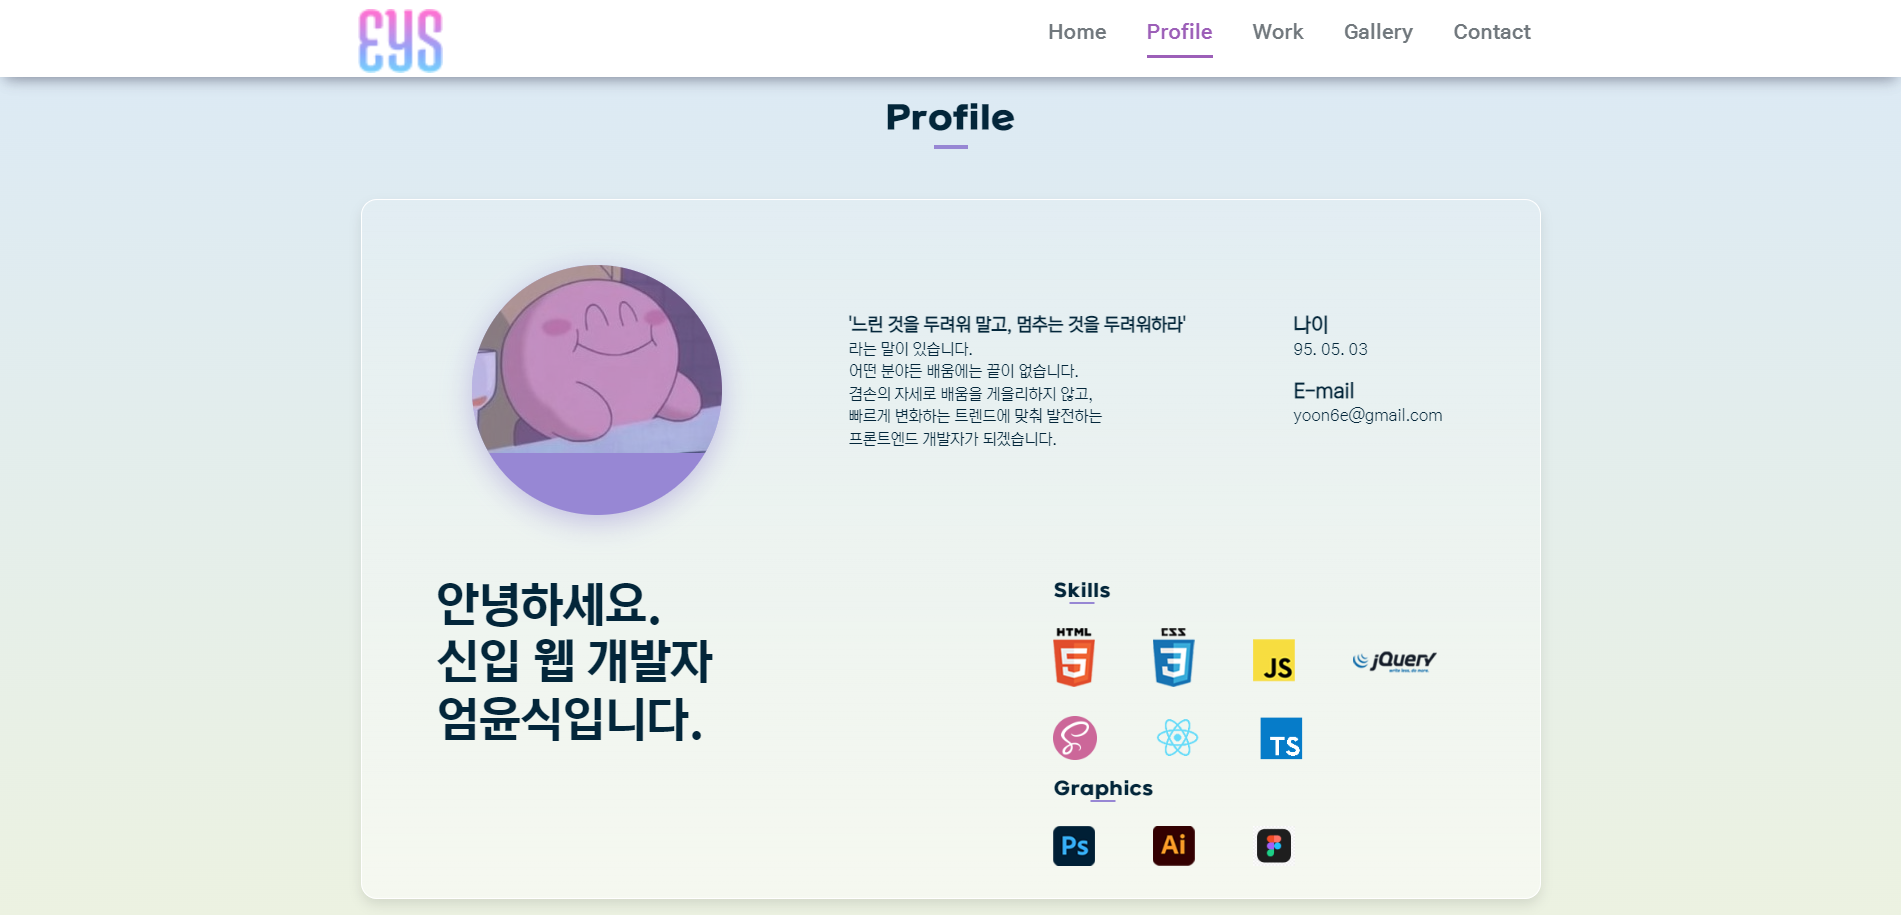 EYS
Home
Profile
Work
Gallery
Contact
Profile
'느린 것을 두려워 말고, 멈추는 것을 두려워하라'
라는 말이 있습니다.
어떤 분야든 배움에는 끝이 없습니다.
겸손의 자세로 배움을 게을리하지 않고,
빠르게 변화하는 트렌드에 맞춰 발전하는
프론트엔드 개발자가 되겠습니다.
나이
95. 05. 03
E-mail
yoon6e@gmail.com
안녕하세요.
신입 웹 개발자
엄윤식입니다.
Skills
HTML
5
CSS
3
JS
jQuery
write less, do more.
TS
Graphics
Ps
Ai